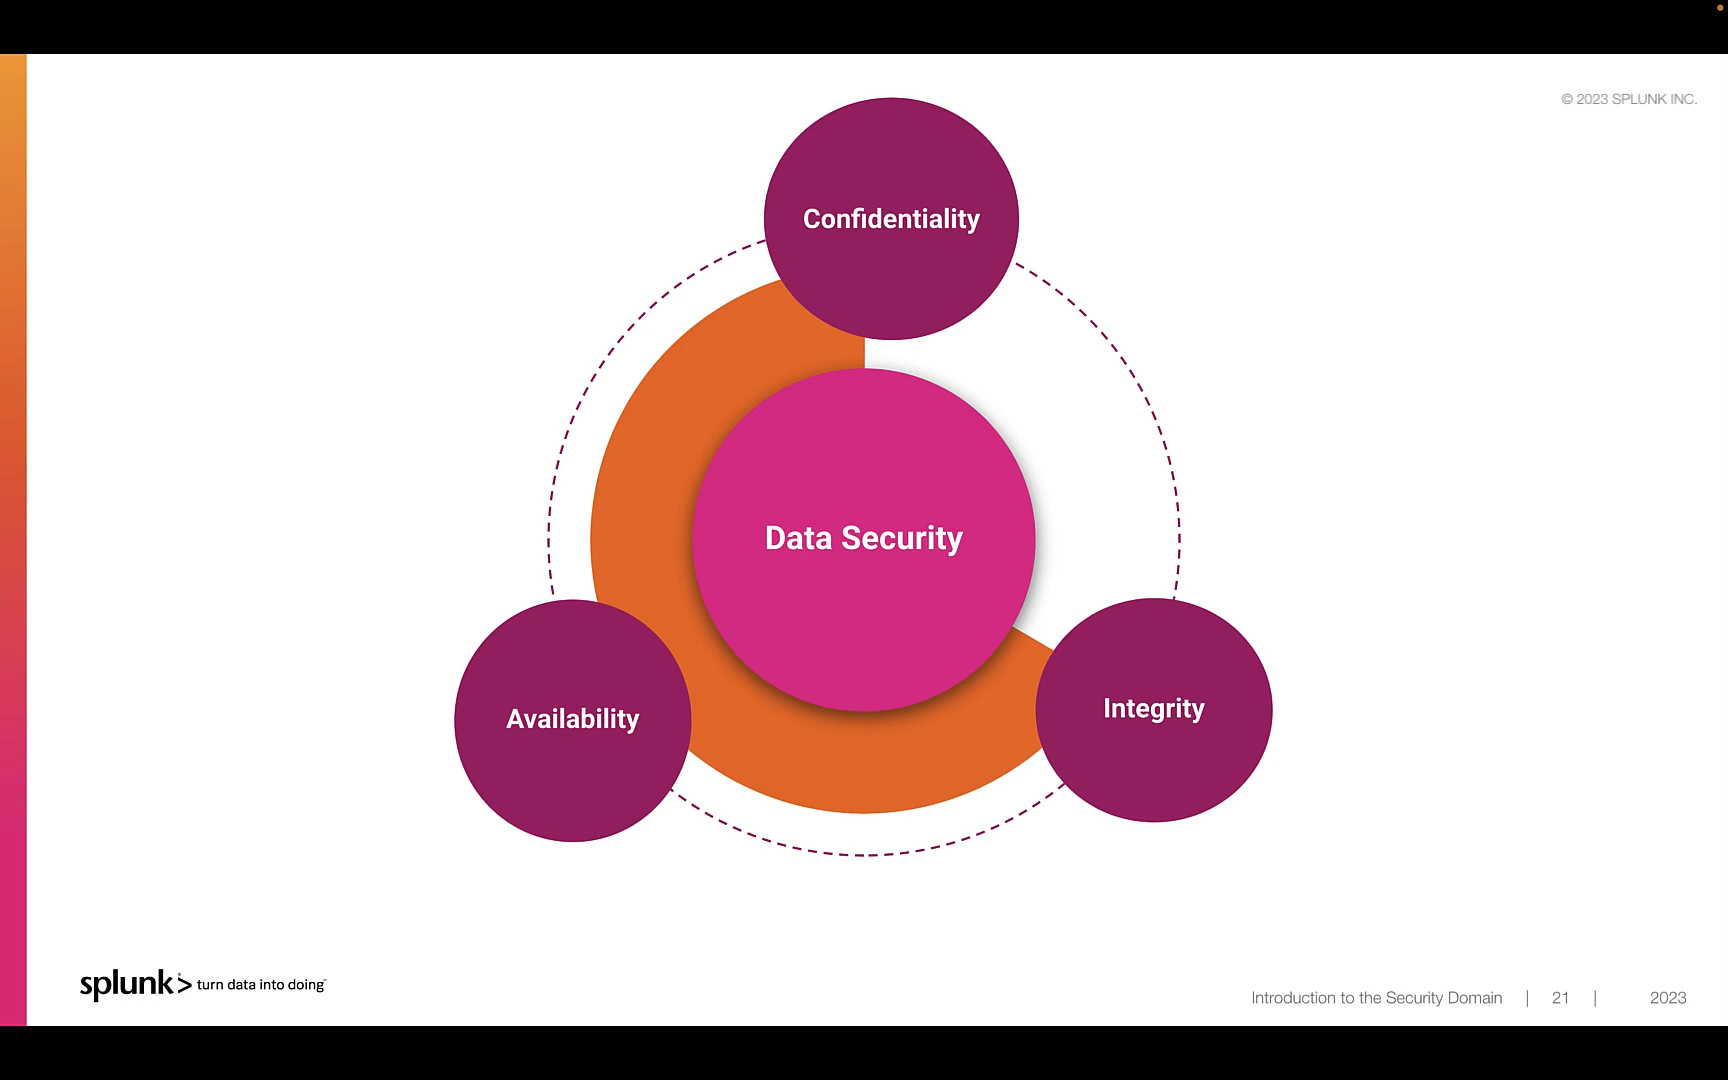 © 2023 SPLUNK INC.
Confidentiality
Data Security
Availability
Integrity
splunk> turn data into doing™
Introduction to the Security Domain | 21 | 2023